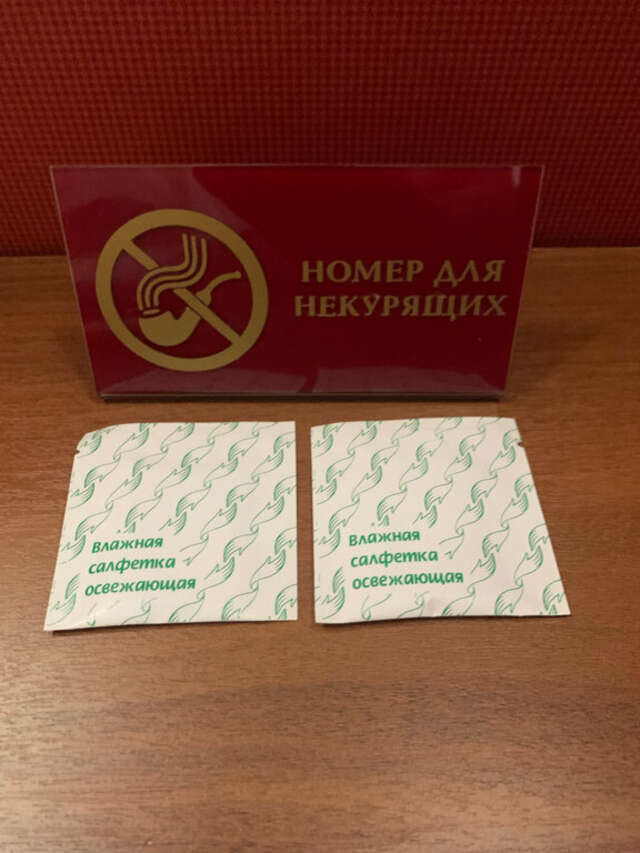 НОМЕР ДЛЯ
НЕКУРЯЩИХ
влажная
салфетка
освежающая
влажная
салфетка
освежающая